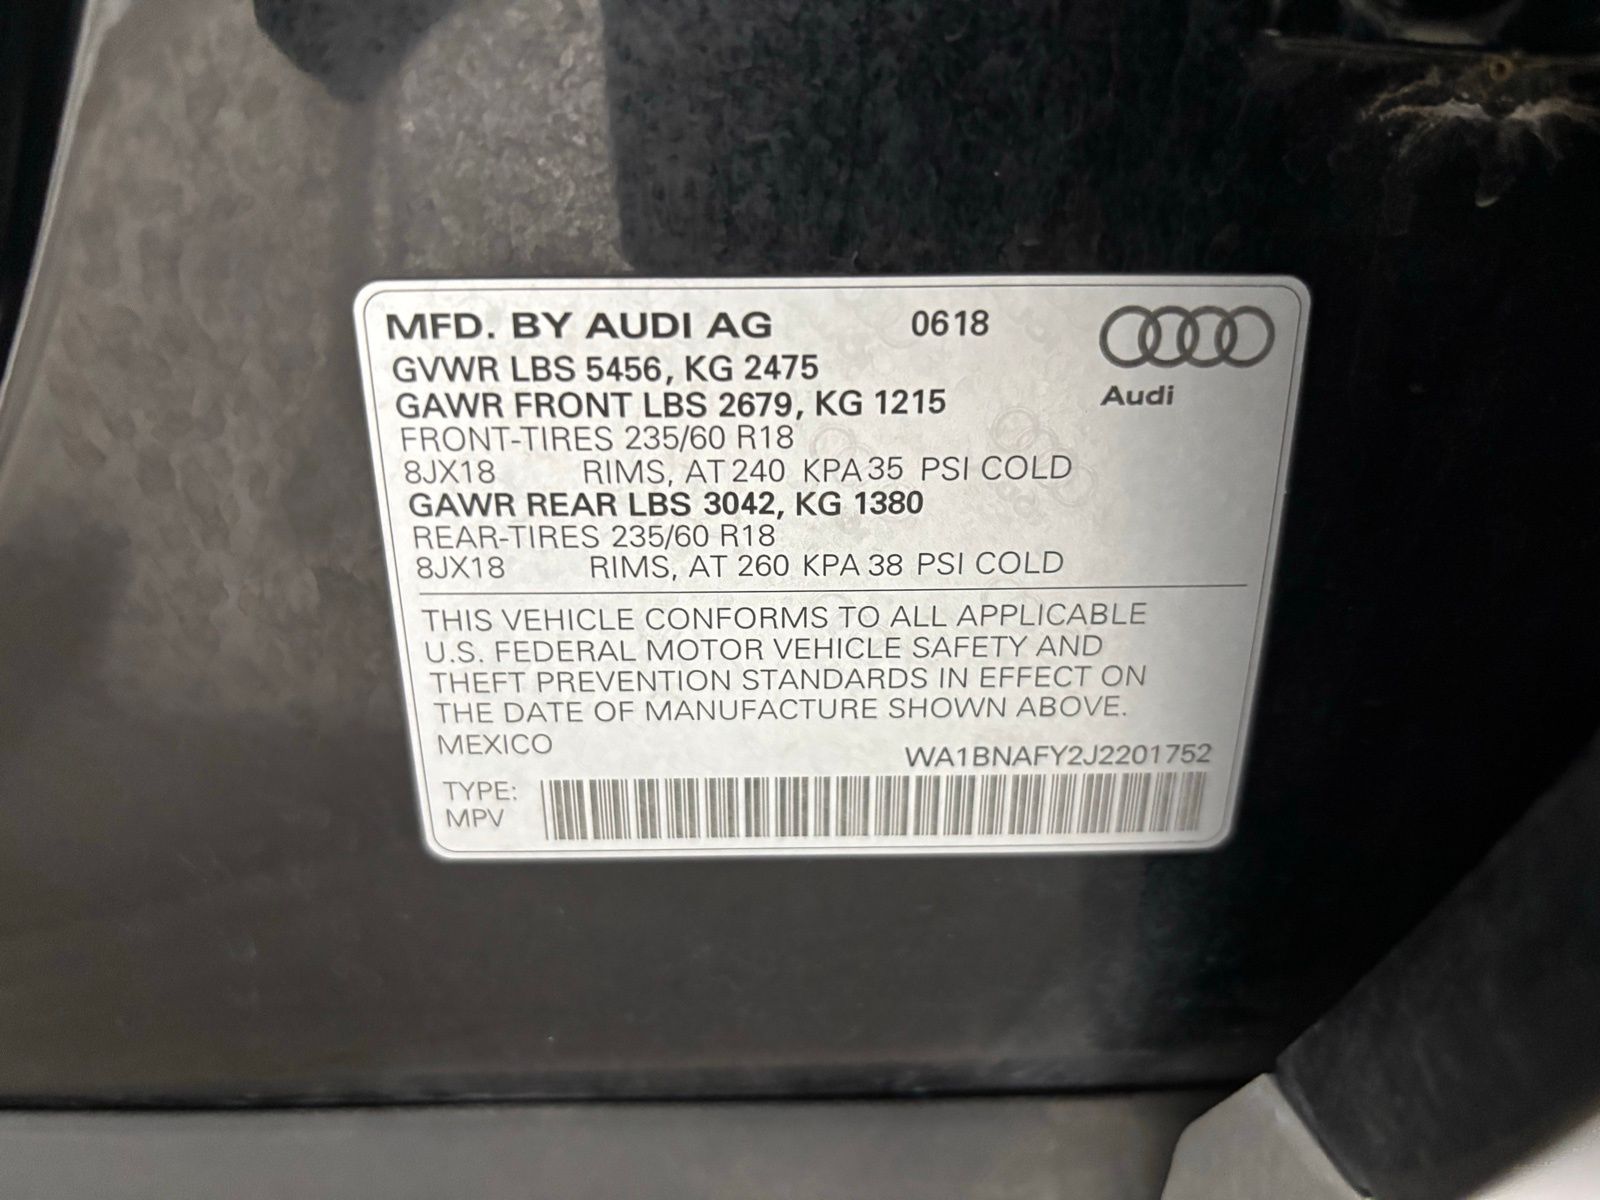 MFD. BY AUDI AG 0618
GVWR LBS 5456, KG 2475
GAWR FRONT LBS 2679, KG 1215
Audi
FRONT-TIRES 235/60 R18
8JX18 RIMS, AT 240 KPA 35 PSI COLD
GAWR REAR LBS 3042, KG 1380
REAR-TIRES 235/60 R18
8JX18 RIMS, AT 260 KPA 38 PSI COLD
THIS VEHICLE CONFORMS TO ALL APPLICABLE
U.S. FEDERAL MOTOR VEHICLE SAFETY AND
THEFT PREVENTION STANDARDS IN EFFECT ON
THE DATE OF MANUFACTURE SHOWN ABOVE.
MEXICO
WA1BNAFY2J2201752
TYPE:
MPV